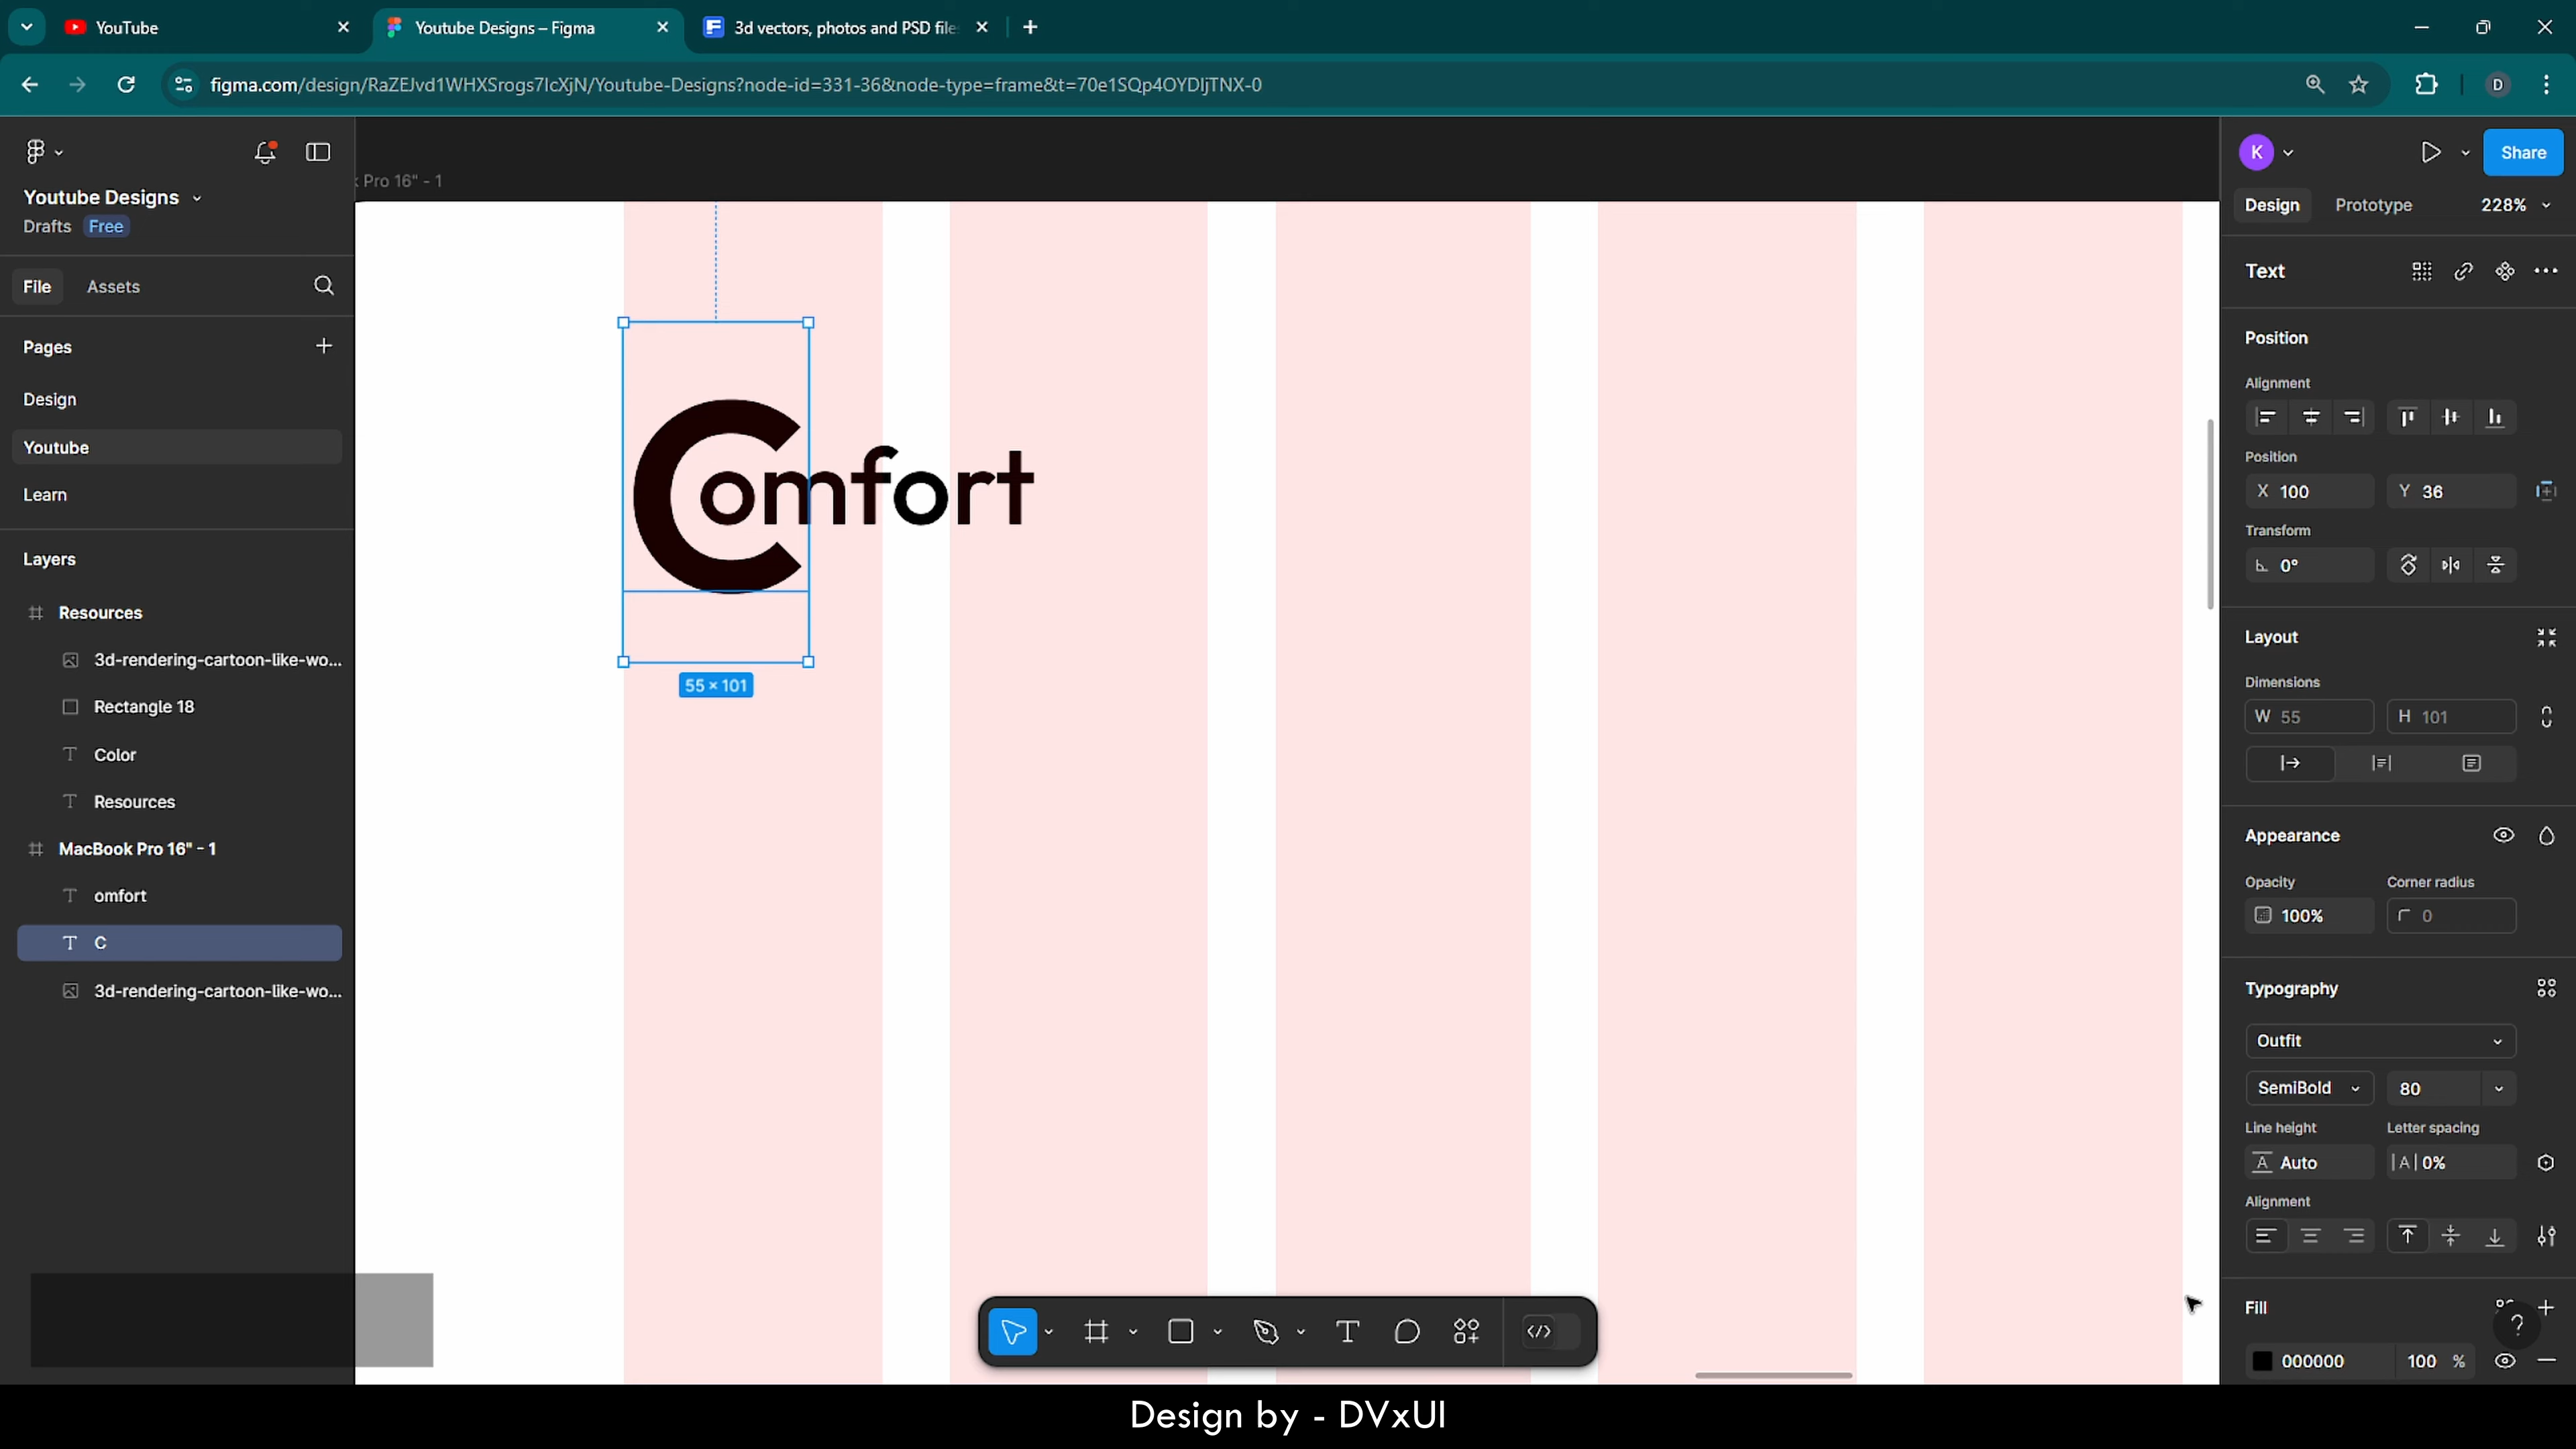 YouTube
Youtube Designs – Figma
3d vectors, photos and PSD file
figma.com/design/RaZEJvd1WHXSrogs7lcXjN/Youtube-Designs?node-id=331-36&node-type=frame&t=70e1SQp4OYDIjTNX-0
D
Pro 16" - 1
K
Share
Youtube Designs
Drafts Free
Design Prototype 228%
File Assets
Text
Pages
Design
Youtube
Learn
Layers
Resources
3d-rendering-cartoon-like-wo...
Rectangle 18
Color
Resources
MacBook Pro 16" - 1
omfort
C
3d-rendering-cartoon-like-wo...
Comfort
55 × 101
Position
Alignment
Position
X 100 Y 36
Transform
0°
Layout
Dimensions
W 55 H 101
Appearance
Opacity Corner radius
100% 0
Typography
Outfit
SemiBold 80
Line height Letter spacing
Auto 0%
Alignment
Fill
?
000000 100 %
Design by - DVxUI